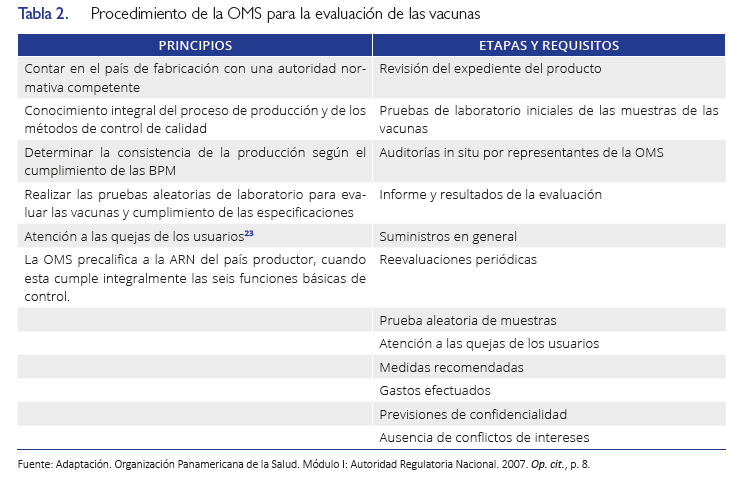 Tabla 2. Procedimiento de la OMS para la evaluación de las vacunas
PRINCIPIOS ETAPAS Y REQUISITOS
Contar en el país de fabricación con una autoridad nor- Revisión del expediente del producto
mativa competente
Conocimiento integral del proceso de producción y de los Pruebas de laboratorio iniciales de las muestras de las
métodos de control de calidad vacunas
Determinar la consistencia de la producción según el Auditorías in situ por representantes de la OMS
cumplimiento de las BPM
Realizar las pruebas aleatorias de laboratorio para eva- Informe y resultados de la evaluación
luar las vacunas y cumplimiento de las especificaciones
Atención a las quejas de los usuarios23 Suministros en general
La OMS precalifica a la ARN del país productor, cuando Reevaluaciones periódicas
esta cumple integralmente las seis funciones básicas de
control.
Prueba aleatoria de muestras
Atención a las quejas de los usuarios
Medidas recomendadas
Gastos efectuados
Previsiones de confidencialidad
Ausencia de conflictos de intereses
Fuente: Adaptación. Organización Panamericana de la Salud. Módulo I: Autoridad Regulatoria Nacional. 2007. Op. cit., p. 8.